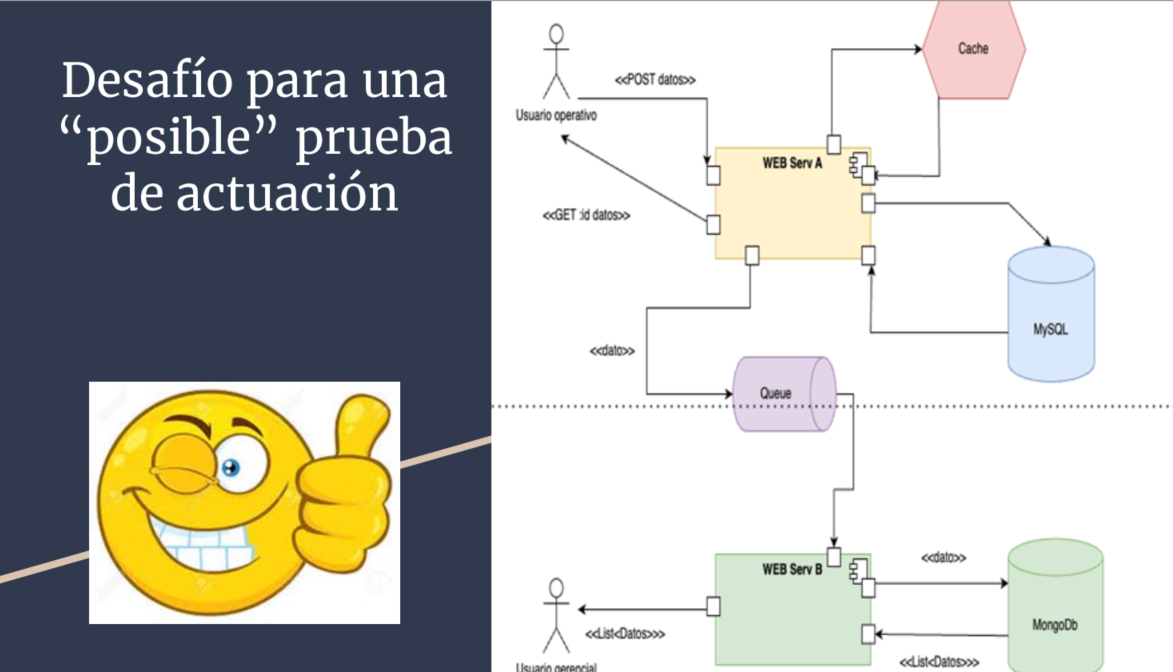 Desafío para una
“posible” prueba
de actuación
Cache
<<POST datos>>
Usuario operativo
WEB Serv A
<<GET :id datos>>
MySQL
<<dato>>
Queue
WEB Serv B
<<dato>>
<<List<Datos>>>
MongoDb
<<List<Datos>>>
Usuario gerencial